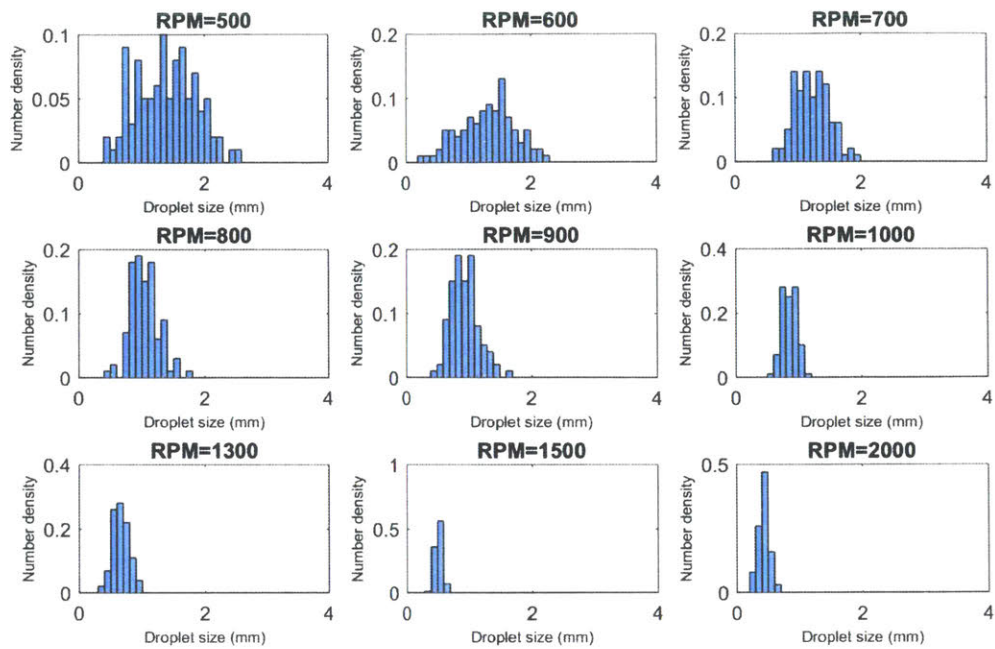 RPM=500
RPM=600
RPM=700
0.1
0.05
0
Number density
0 2 4
Droplet size (mm)
0.2
0.1
0
Number density
0 2 4
Droplet size (mm)
0.2
0.1
0
Number density
0 2 4
Droplet size (mm)
RPM=800
RPM=900
RPM=1000
0.2
0.1
0
Number density
0 2 4
Droplet size (mm)
0.2
0.1
0
Number density
0 2 4
Droplet size (mm)
0.4
0.2
0
Number density
0 2 4
Droplet size (mm)
RPM=1300
RPM=1500
RPM=2000
0.4
0.2
0
Number density
0 2 4
Droplet size (mm)
1
0.5
0
Number density
0 2 4
Droplet size (mm)
0.5
0
Number density
0 2 4
Droplet size (mm)